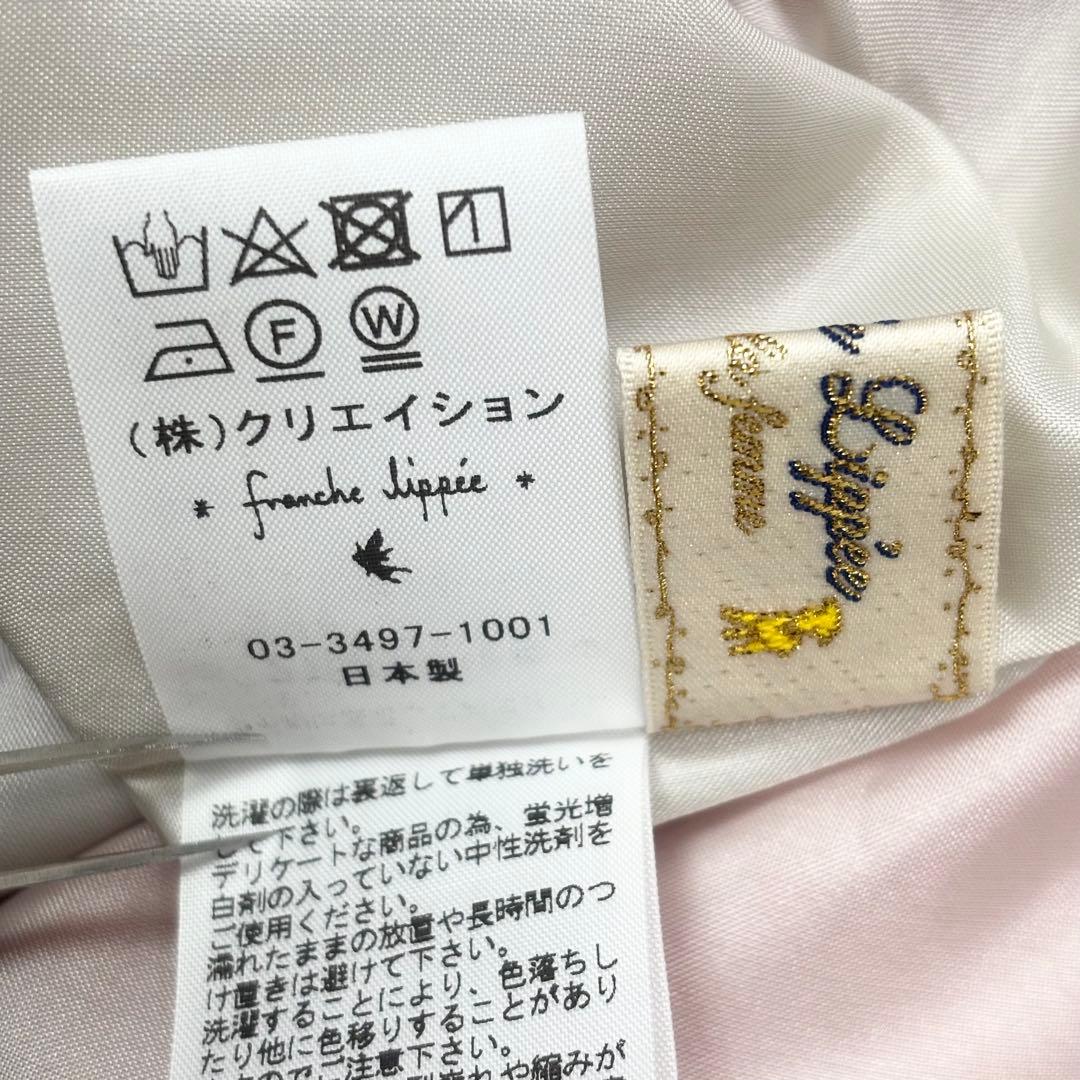 F W
(株)クリエイション
* franche lippée *
03-3497-1001
日本製
洗濯の際は裏返して単独洗いを
して下さい。
デリケートな商品の為、蛍光増
白剤の入っていない中性洗剤を
ご使用ください。
濡れたままの放置や長時間のつ
け置きは避けて下さい。
洗濯することにより、色落ちし
たり他に色移りすることがあり
ますのでご注意下さい。
や縮みが
Lippée
femme